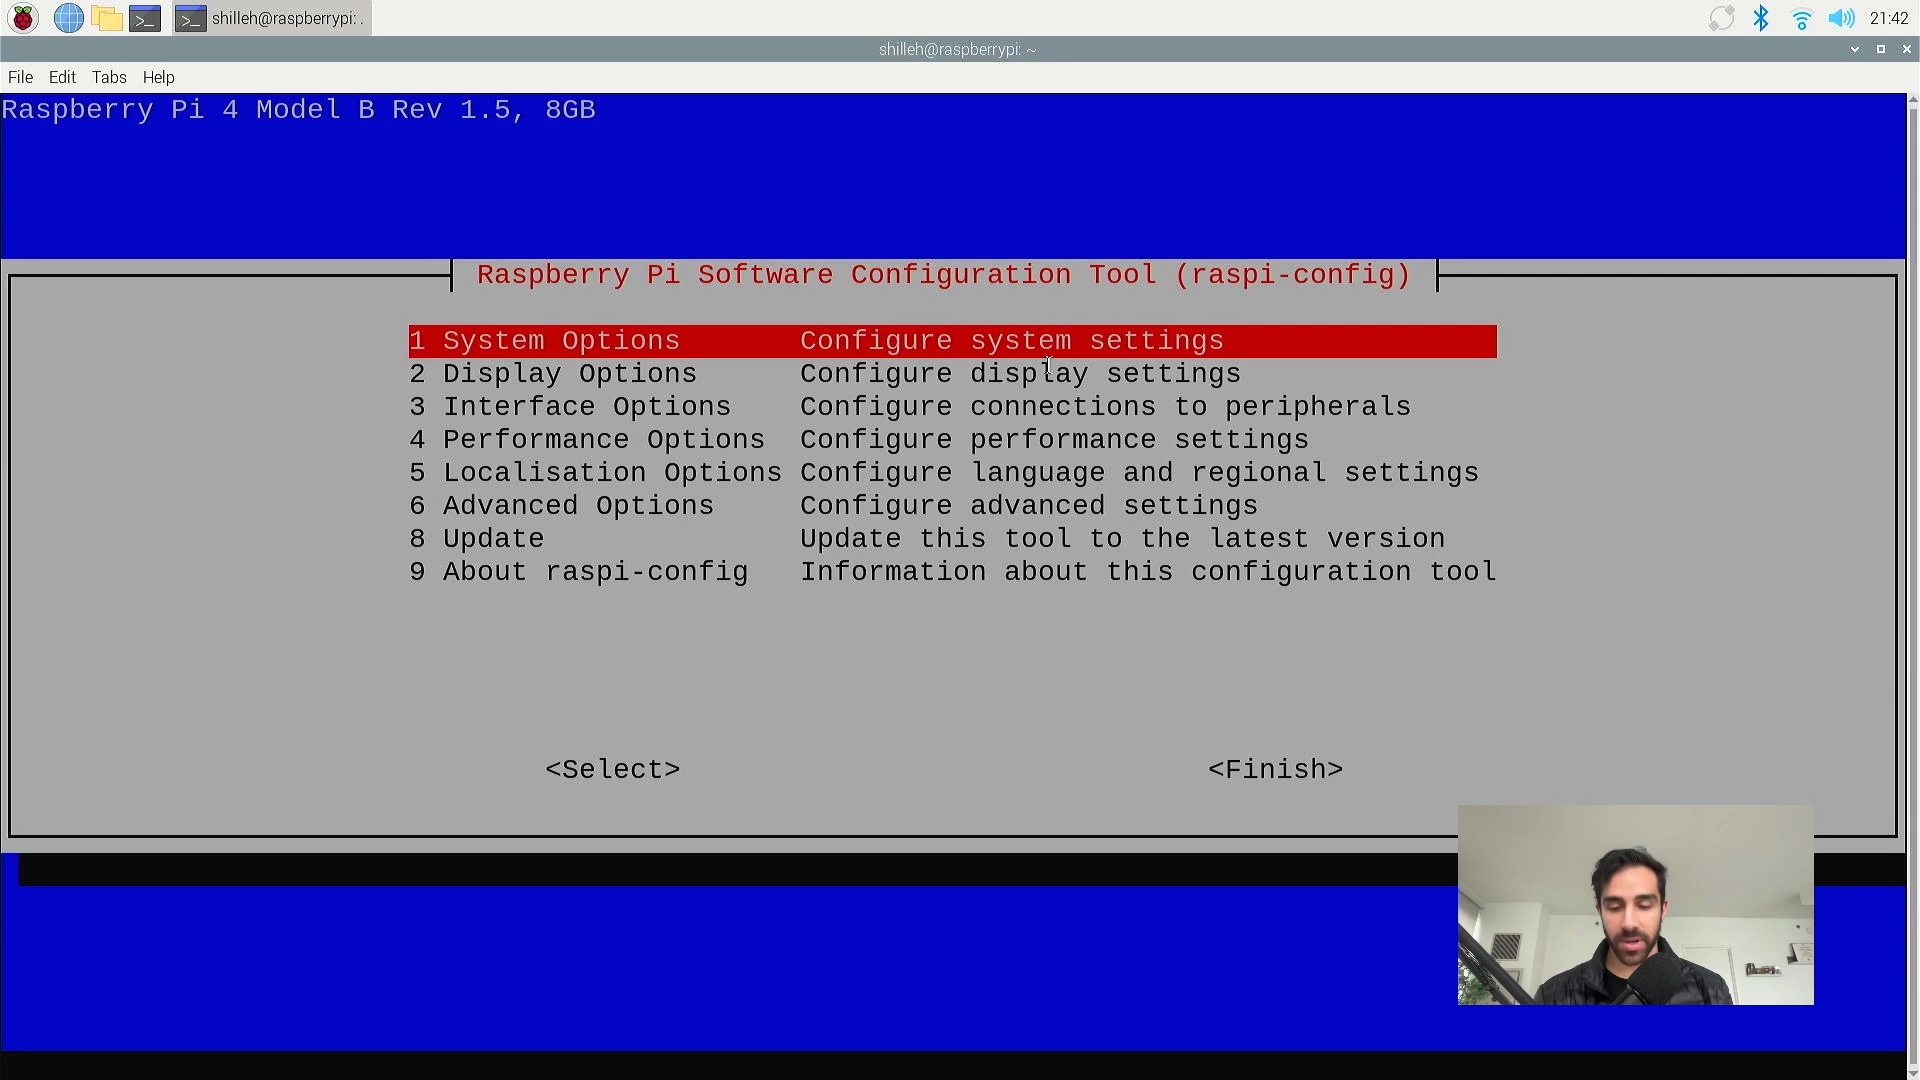 shilleh@raspberrypi: .
21:42
shilleh@raspberrypi: ~
File Edit Tabs Help
Raspberry Pi 4 Model B Rev 1.5, 8GB
Raspberry Pi Software Configuration Tool (raspi-config)
1 System Options Configure system settings
2 Display Options Configure display settings
3 Interface Options Configure connections to peripherals
4 Performance Options Configure performance settings
5 Localisation Options Configure language and regional settings
6 Advanced Options Configure advanced settings
8 Update Update this tool to the latest version
9 About raspi-config Information about this configuration tool
<Select> <Finish>